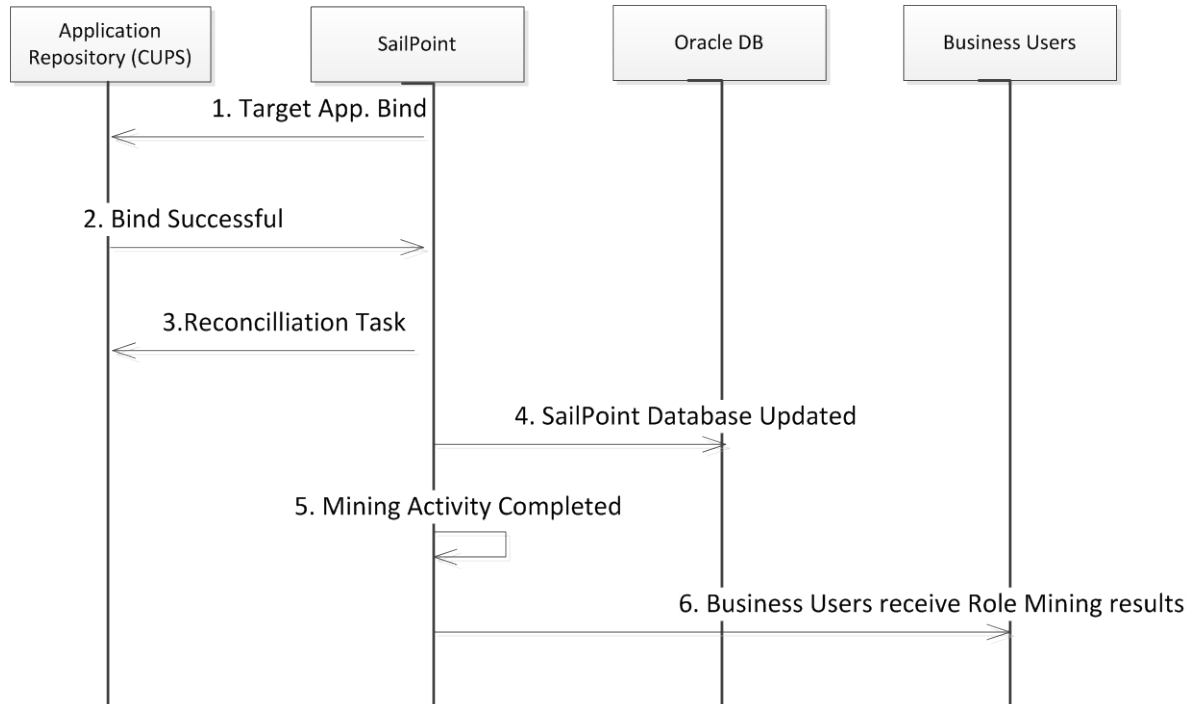 Application
Repository (CUPS)
SailPoint
Oracle DB
Business Users
1. Target App. Bind
2. Bind Successful
3.Reconcilliation Task
4. SailPoint Database Updated
5. Mining Activity Completed
6. Business Users receive Role Mining results